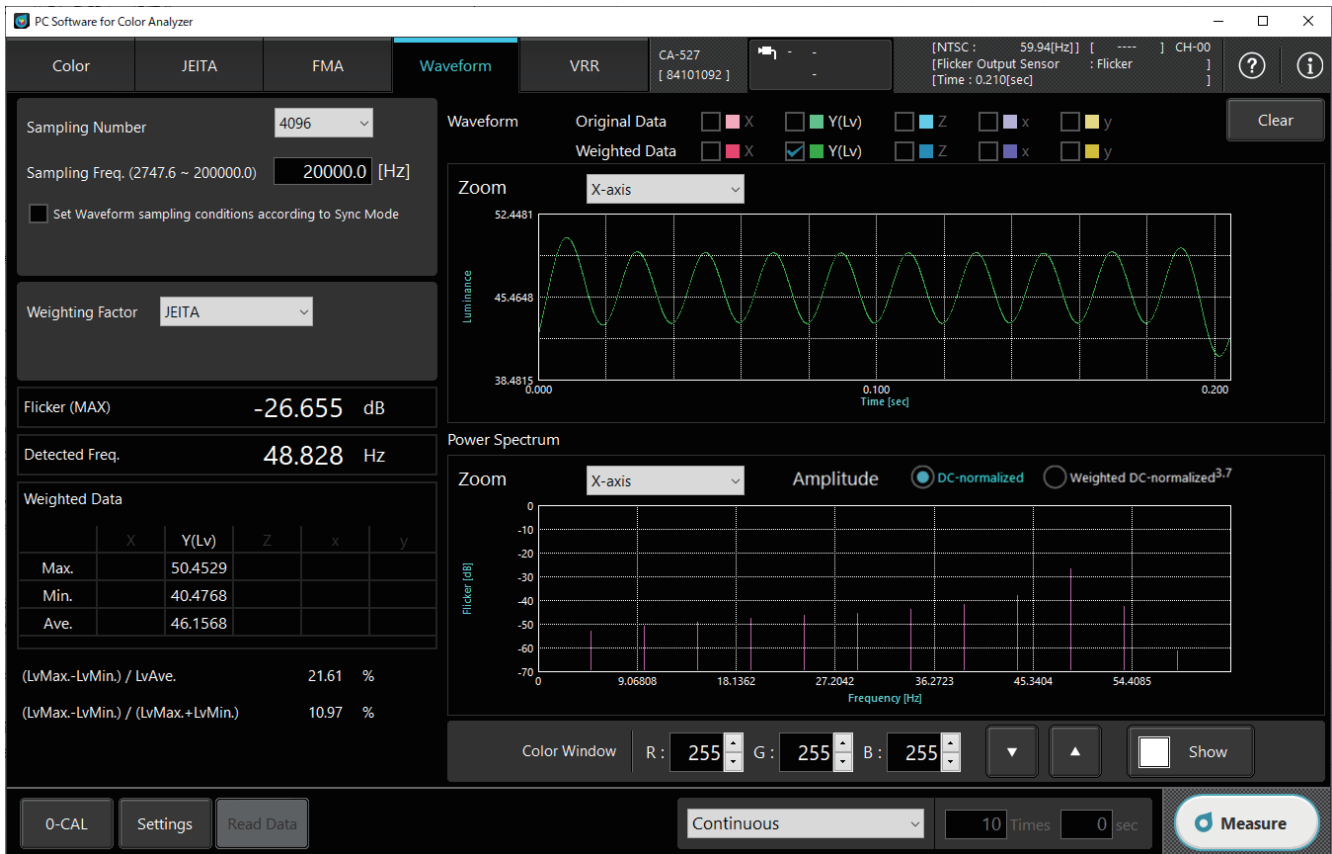 PC Software for Color Analyzer
Color JEITA FMA Waveform VRR
CA-527
[ 84101092 ]
- -
-
[NTSC : 59.94[Hz]] [ ---- ] CH-00
[Flicker Output Sensor : Flicker ]
[Time : 0.210[sec] ]
Sampling Number 4096
Sampling Freq. (2747.6 ~ 200000.0) 20000.0 [Hz]
Set Waveform sampling conditions according to Sync Mode
Weighting Factor JEITA
Flicker (MAX) -26.655 dB
Detected Freq. 48.828 Hz
Weighted Data
X Y(Lv) Z x y
Max. 50.4529
Min. 40.4768
Ave. 46.1568
(LvMax.-LvMin.) / LvAve. 21.61 %
(LvMax.-LvMin.) / (LvMax.+LvMin.) 10.97 %
Waveform Original Data X Y(Lv) Z x y Clear
Weighted Data X Y(Lv) Z x y
Zoom X-axis
52.4481
45.4648
38.4815
Luminance
0.000 0.100 0.200
Time [sec]
Power Spectrum
Zoom X-axis Amplitude DC-normalized Weighted DC-normalized3.7
0
-10
-20
-30
-40
-50
-60
-70
Flicker [dB]
0 9.06808 18.1362 27.2042 36.2723 45.3404 54.4085
Frequency [Hz]
Color Window R : 255 G : 255 B : 255 ▼ ▲ Show
0-CAL Settings Read Data Continuous 10 Times 0 sec Measure